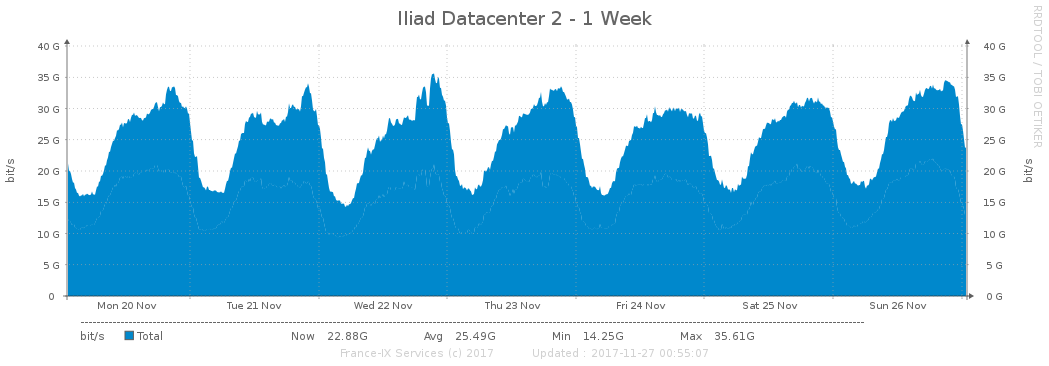 Iliad Datacenter 2 - 1 Week
RRDTOOL / TOBI OETIKER
40 G 40 G
35 G 35 G
30 G 30 G
25 G 25 G
20 G 20 G
15 G 15 G
10 G 10 G
5 G 5 G
0 0 G
bit/s bit/s
Mon 20 Nov Tue 21 Nov Wed 22 Nov Thu 23 Nov Fri 24 Nov Sat 25 Nov Sun 26 Nov
bit/s Total Now 22.88G Avg 25.49G Min 14.25G Max 35.61G
France-IX Services (c) 2017 Updated : 2017-11-27 00:55:07